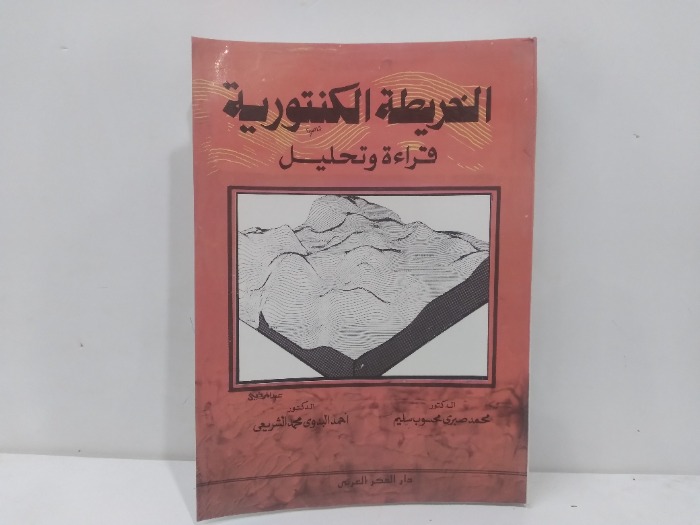 الخريطة الكنتورية
قراءة وتحليل
الدكتور
محمد صبرى محسوب سليم
الدكتور
احمد البدوى محمد الشريعى
دار الفكر العربى